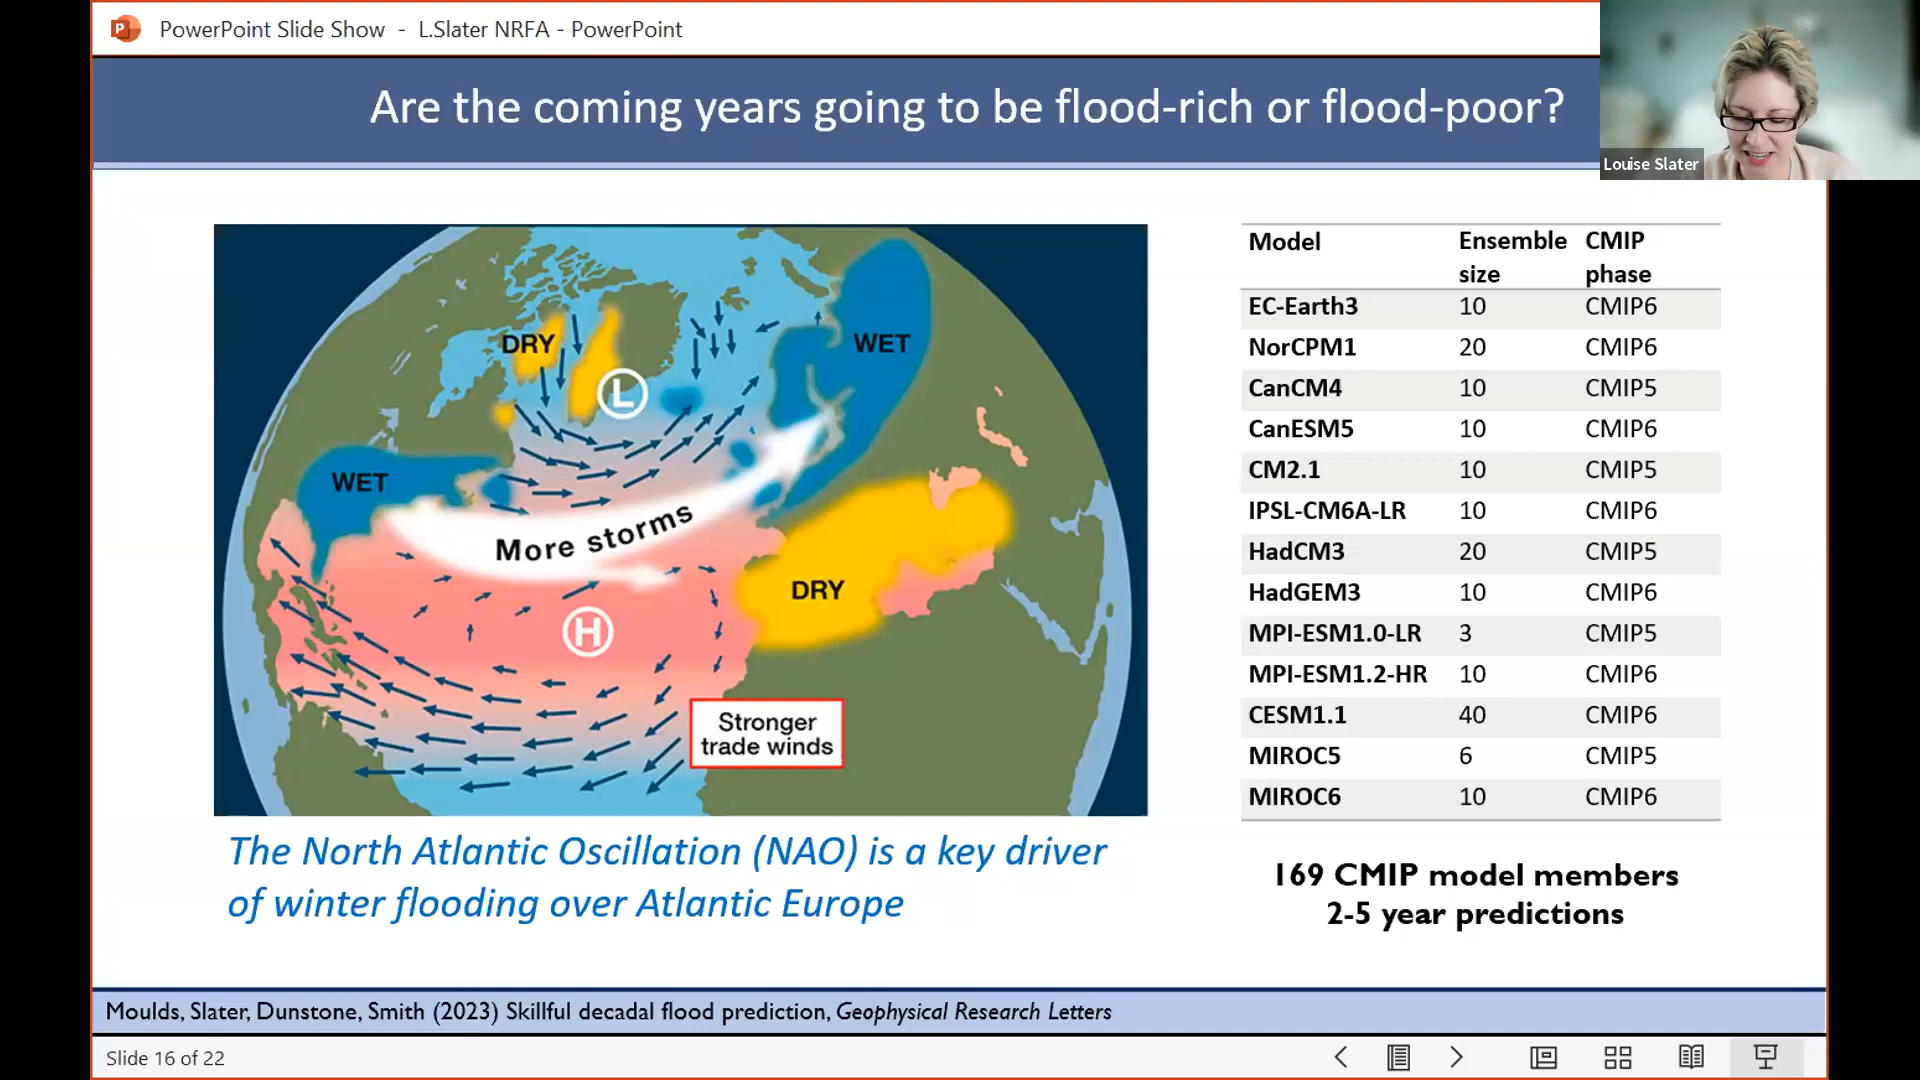 PowerPoint Slide Show - L.Slater NRFA - PowerPoint
Are the coming years going to be flood-rich or flood-poor?
Louise Slater
DRY
L
WET
WET
More storms
H
DRY
Stronger
trade winds
The North Atlantic Oscillation (NAO) is a key driver
of winter flooding over Atlantic Europe
Model Ensemble size CMIP phase
EC-Earth3 10 CMIP6
NorCPM1 20 CMIP6
CanCM4 10 CMIP5
CanESM5 10 CMIP6
CM2.1 10 CMIP5
IPSL-CM6A-LR 10 CMIP6
HadCM3 20 CMIP5
HadGEM3 10 CMIP6
MPI-ESM1.0-LR 3 CMIP5
MPI-ESM1.2-HR 10 CMIP6
CESM1.1 40 CMIP6
MIROC5 6 CMIP5
MIROC6 10 CMIP6
169 CMIP model members
2-5 year predictions
Moulds, Slater, Dunstone, Smith (2023) Skillful decadal flood prediction, Geophysical Research Letters
Slide 16 of 22